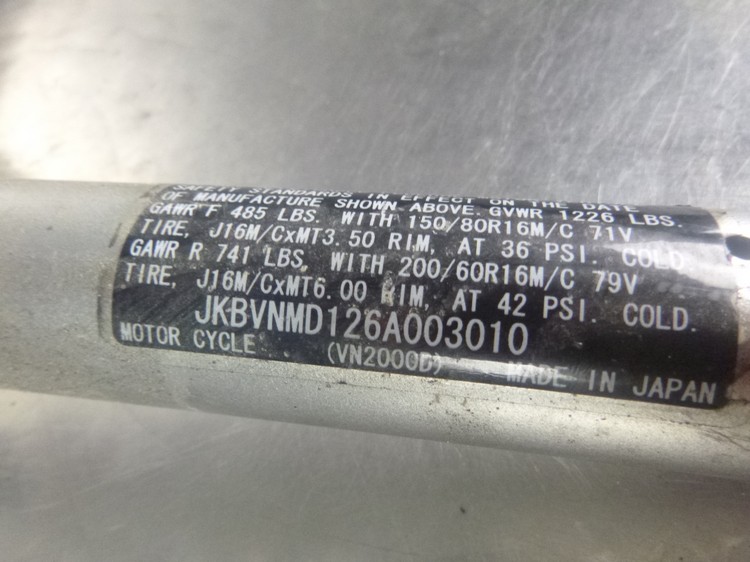 SAFETY STANDARDS IN EFFECT ON THE DATE
OF MANUFACTURE SHOWN ABOVE. GVWR 1226 LBS.
GAWR F 485 LBS. WITH 150/80R16M/C 71V
TIRE, J16M/CxMT3.50 RIM, AT 36 PSI. COLD
GAWR R 741 LBS. WITH 200/60R16M/C 79V
TIRE, J16M/CxMT6.00 RIM, AT 42 PSI. COLD.
JKBVNMD126A003010
MOTOR CYCLE (VN2000D) MADE IN JAPAN